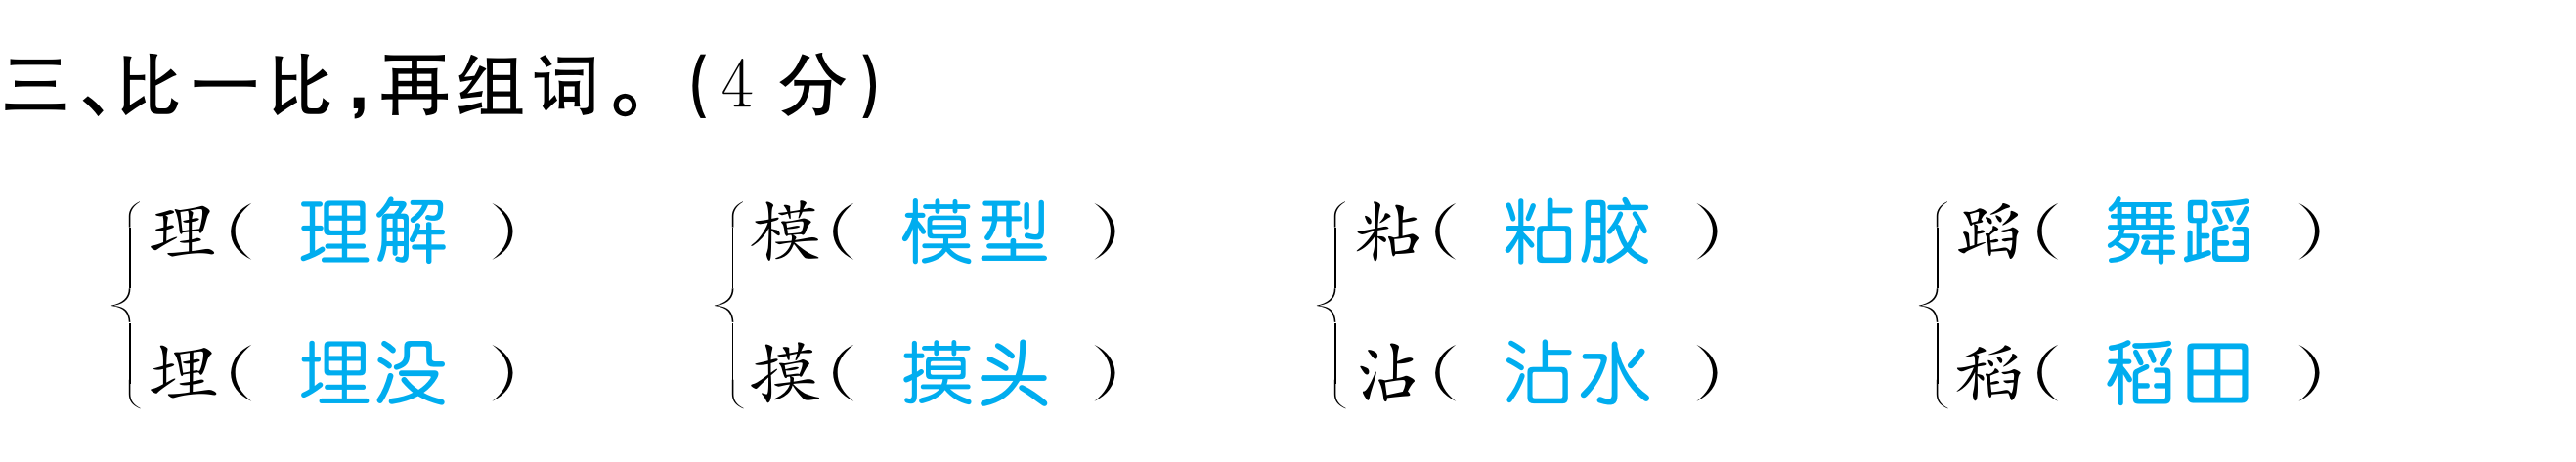 三、比一比,再组词。(4 分)
理( 理解 ) 模( 模型 ) 粘( 粘胶 ) 蹈( 舞蹈 )
埋( 埋没 ) 摸( 摸头 ) 沾( 沾水 ) 稻( 稻田 )